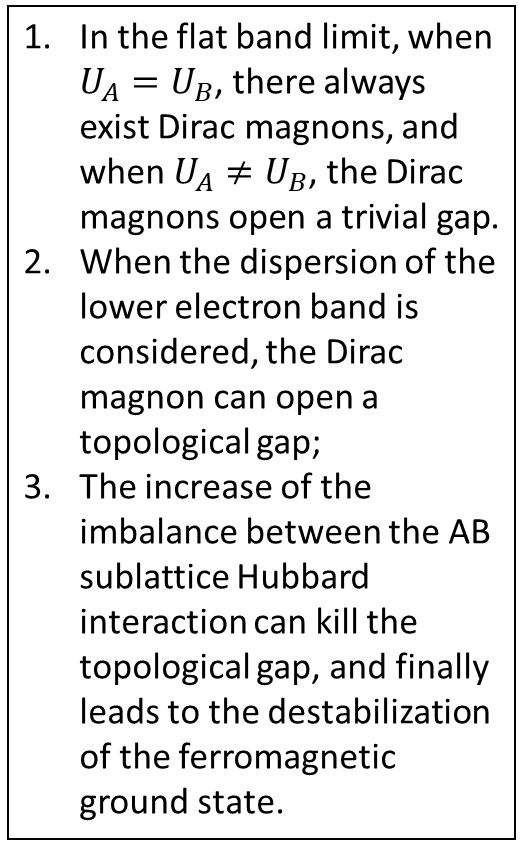 1. In the flat band limit, when
U_A = U_B, there always
exist Dirac magnons, and
when U_A ≠ U_B, the Dirac
magnons open a trivial gap.
2. When the dispersion of the
lower electron band is
considered, the Dirac
magnon can open a
topological gap;
3. The increase of the
imbalance between the AB
sublattice Hubbard
interaction can kill the
topological gap, and finally
leads to the destabilization
of the ferromagnetic
ground state.